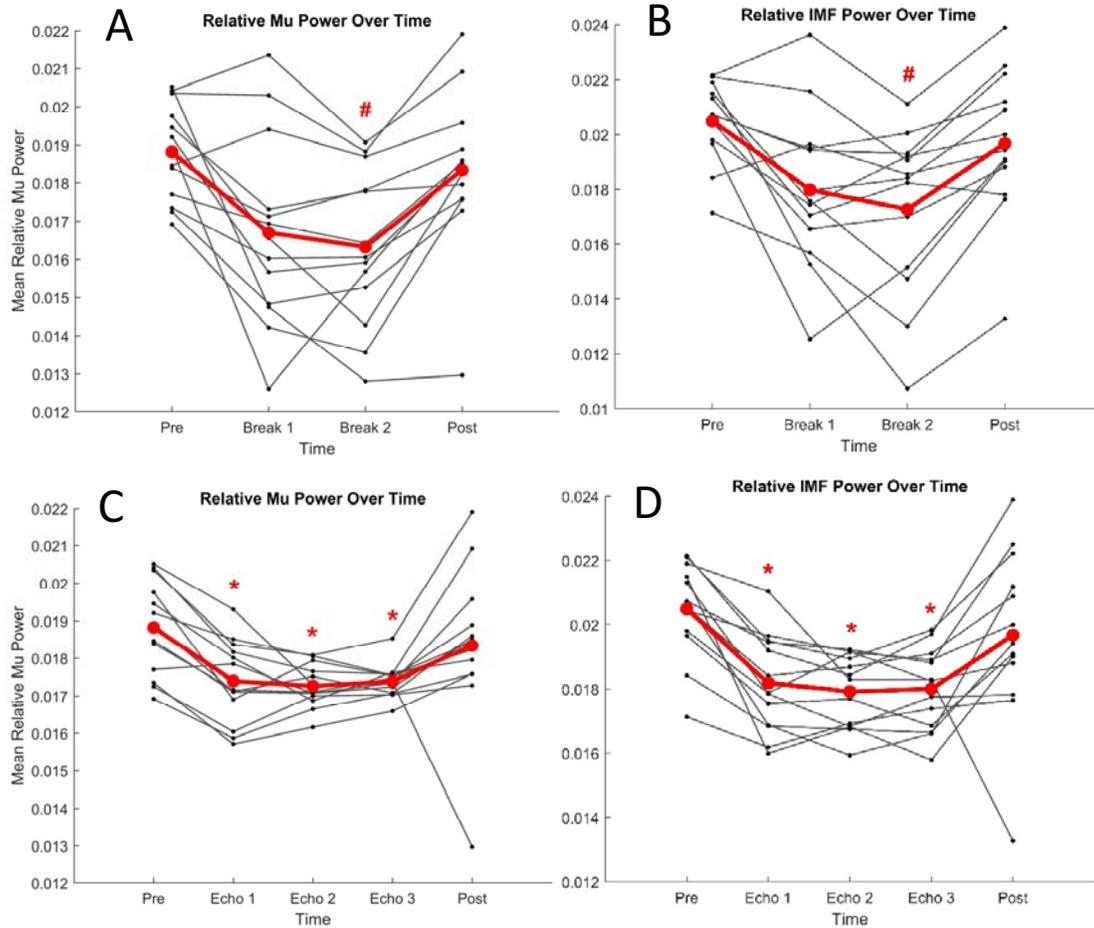 A
Relative Mu Power Over Time
0.022
0.021
0.02
0.019
0.018
0.017
0.016
0.015
0.014
0.013
0.012
Mean Relative Mu Power
#
Pre Break 1 Break 2 Post
Time
B
Relative IMF Power Over Time
0.024
0.022
0.02
0.018
0.016
0.014
0.012
0.01
#
Pre Break 1 Break 2 Post
Time
C
Relative Mu Power Over Time
0.022
0.021
0.02
0.019
0.018
0.017
0.016
0.015
0.014
0.013
0.012
Mean Relative Mu Power
* * *
Pre Echo 1 Echo 2 Echo 3 Post
Time
D
Relative IMF Power Over Time
0.024
0.022
0.02
0.018
0.016
0.014
0.012
* * *
Pre Echo 1 Echo 2 Echo 3 Post
Time